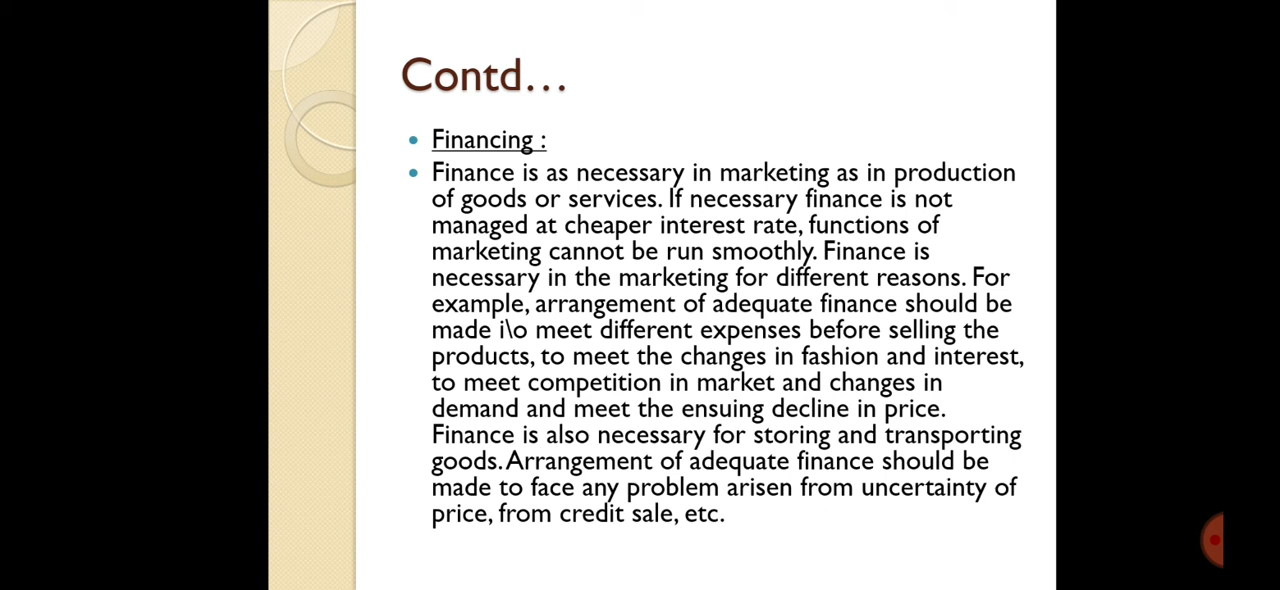 Contd…
Financing :
Finance is as necessary in marketing as in production
of goods or services. If necessary finance is not
managed at cheaper interest rate, functions of
marketing cannot be run smoothly. Finance is
necessary in the marketing for different reasons. For
example, arrangement of adequate finance should be
made i\o meet different expenses before selling the
products, to meet the changes in fashion and interest,
to meet competition in market and changes in
demand and meet the ensuing decline in price.
Finance is also necessary for storing and transporting
goods. Arrangement of adequate finance should be
made to face any problem arisen from uncertainty of
price, from credit sale, etc.